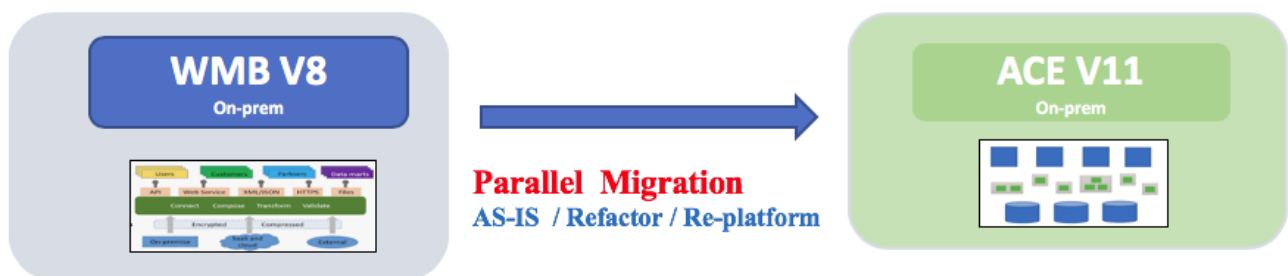 WMB V8
On-prem
Users
Customers
Partners
Data marts
API
Web Service
XML/JSON
HTTPS
Files
Connect Compose Transform Validate
Encrypted Compressed
On-premise
SaaS and
cloud
External
Parallel Migration
AS-IS / Refactor / Re-platform
ACE V11
On-prem